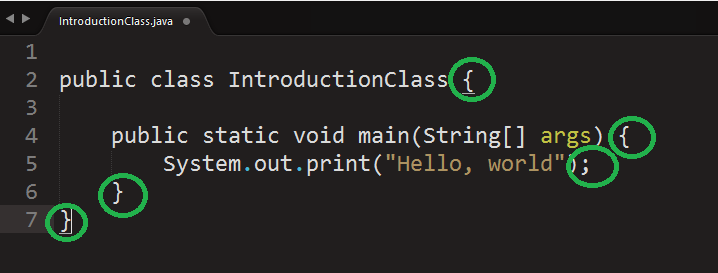 IntroductionClass.java
1
2 public class IntroductionClass {
3
4 public static void main(String[] args) {
5 System.out.print("Hello, world");
6 }
7 }